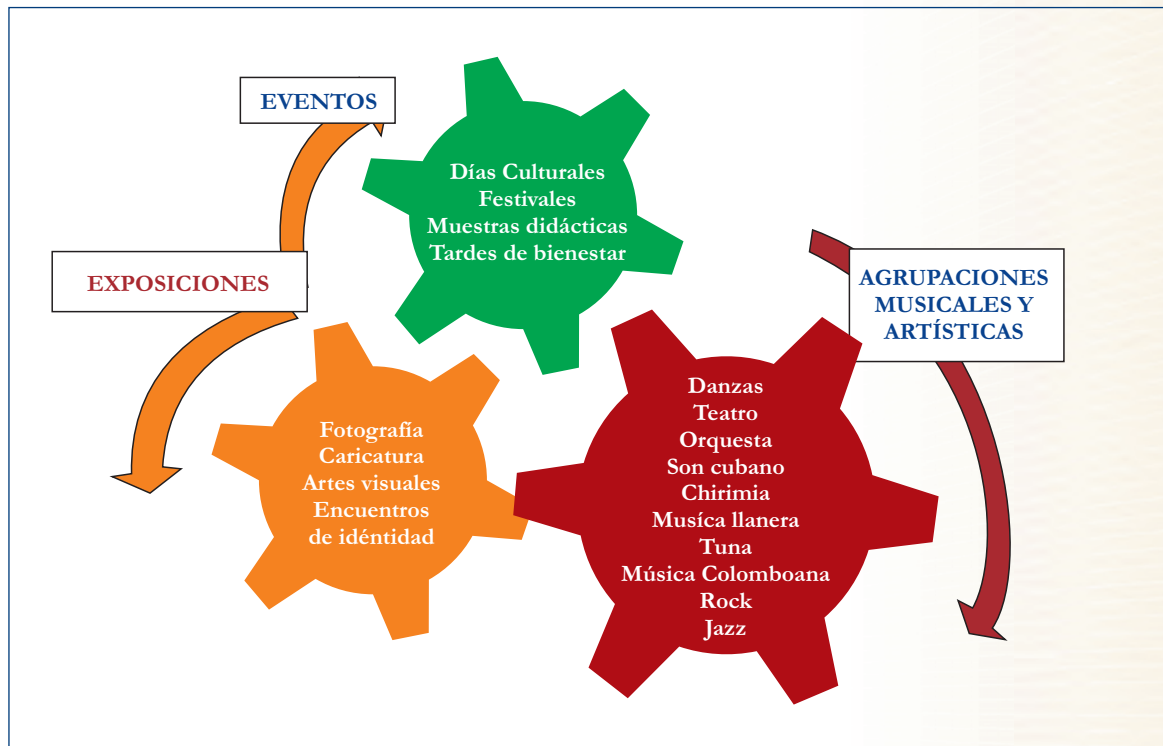 EVENTOS
Días Culturales
Festivales
Muestras didácticas
Tardes de bienestar
EXPOSICIONES
AGRUPACIONES
MUSICALES Y
ARTÍSTICAS
Fotografía
Caricatura
Artes visuales
Encuentros
de idéntidad
Danzas
Teatro
Orquesta
Son cubano
Chirimia
Musíca llanera
Tuna
Música Colomboana
Rock
Jazz